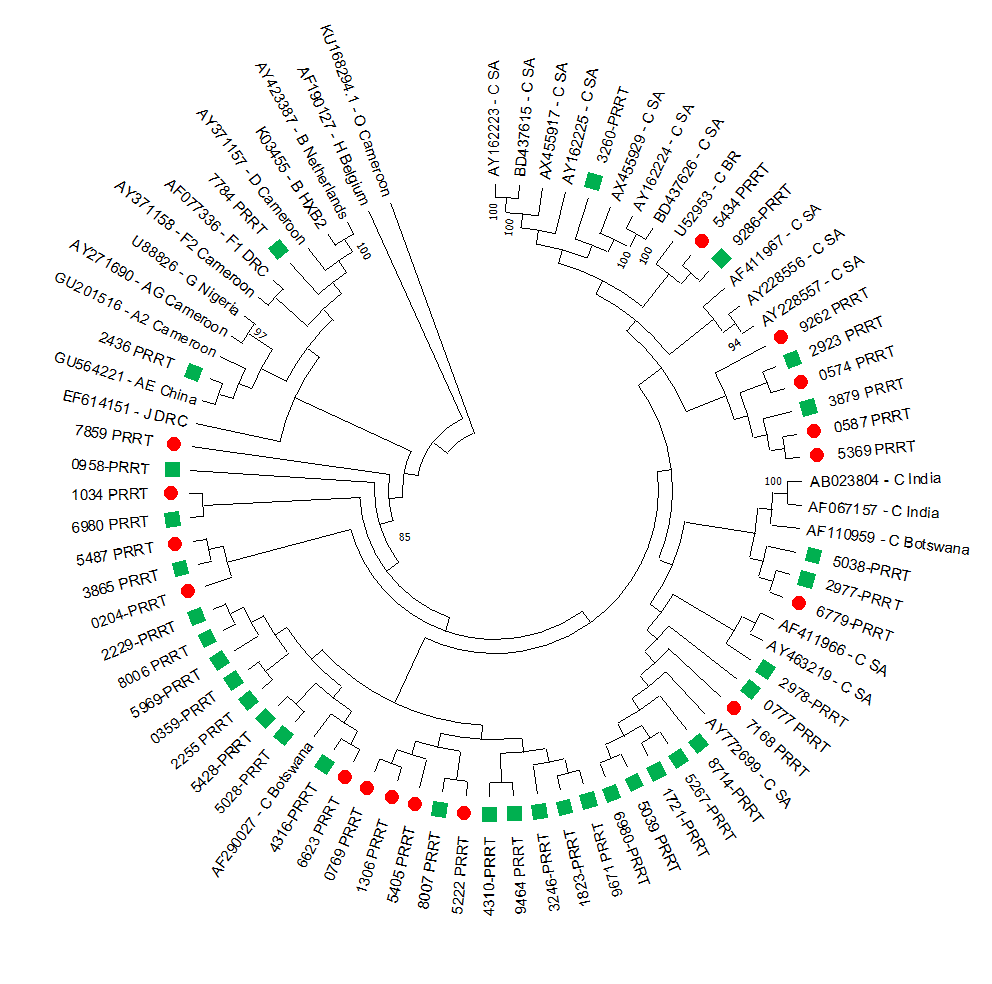 AY162223 - C SA
BD437615 - C SA
AX455917 - C SA
AY162225 - C SA
3260-PRRT
AX455929 - C SA
AY162224 - C SA
BD437626 - C SA
U52953 - C BR
5434 PRRT
9286-PRRT
AF411967 - C SA
AY228556 - C SA
AY228557 - C SA
9262 PRRT
2923 PRRT
0574 PRRT
3879 PRRT
0587 PRRT
5369 PRRT
AB023804 - C India
AF067157 - C India
AF110959 - C Botswana
5038-PRRT
2977-PRRT
6779-PRRT
AF411966 - C SA
AY463219 - C SA
2978-PRRT
0777 PRRT
7168 PRRT
AY772699 - C SA
8714-PRRT
5267-PRRT
1721-PRRT
5039 PRRT
6980-PRRT
9671 PRRT
1823-PRRT
3246-PRRT
9464 PRRT
4310-PRRT
5222 PRRT
8007 PRRT
5405 PRRT
1306 PRRT
0769 PRRT
6623 PRRT
4316-PRRT
AF290027 - C Botswana
5028-PRRT
5428-PRRT
2255 PRRT
0359-PRRT
5969-PRRT
8006 PRRT
2229-PRRT
0204-PRRT
3865 PRRT
5487 PRRT
6980 PRRT
1034 PRRT
0958-PRRT
7859 PRRT
EF614151 - J DRC
GU564221 - AE China
2436 PRRT
GU201516 - A2 Cameroon
AY271690 - AG Cameroon
U88826 - G Nigeria
AY371158 - F2 Cameroon
AF077336 - F1 DRC
7784 PRRT
AY371157 - D Cameroon
K03455 - B HXB2
AY423387 - B Netherlands
AF190127 - H Belgium
KU168294.1 - O Cameroon
100
100
100
100
94
100
85
97
100